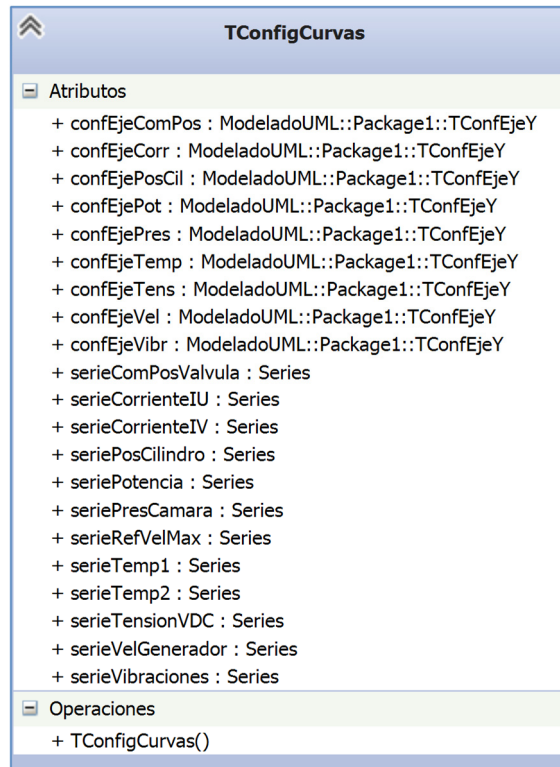 TConfigCurvas
Atributos
+ confEjeComPos : ModeladoUML::Package1::TConfEjeY
+ confEjeCorr : ModeladoUML::Package1::TConfEjeY
+ confEjePosCil : ModeladoUML::Package1::TConfEjeY
+ confEjePot : ModeladoUML::Package1::TConfEjeY
+ confEjePres : ModeladoUML::Package1::TConfEjeY
+ confEjeTemp : ModeladoUML::Package1::TConfEjeY
+ confEjeTens : ModeladoUML::Package1::TConfEjeY
+ confEjeVel : ModeladoUML::Package1::TConfEjeY
+ confEjeVibr : ModeladoUML::Package1::TConfEjeY
+ serieComPosValvula : Series
+ serieCorrienteIU : Series
+ serieCorrienteIV : Series
+ seriePosCilindro : Series
+ seriePotencia : Series
+ seriePresCamara : Series
+ serieRefVelMax : Series
+ serieTemp1 : Series
+ serieTemp2 : Series
+ serieTensionVDC : Series
+ serieVelGenerador : Series
+ serieVibraciones : Series
Operaciones
+ TConfigCurvas()